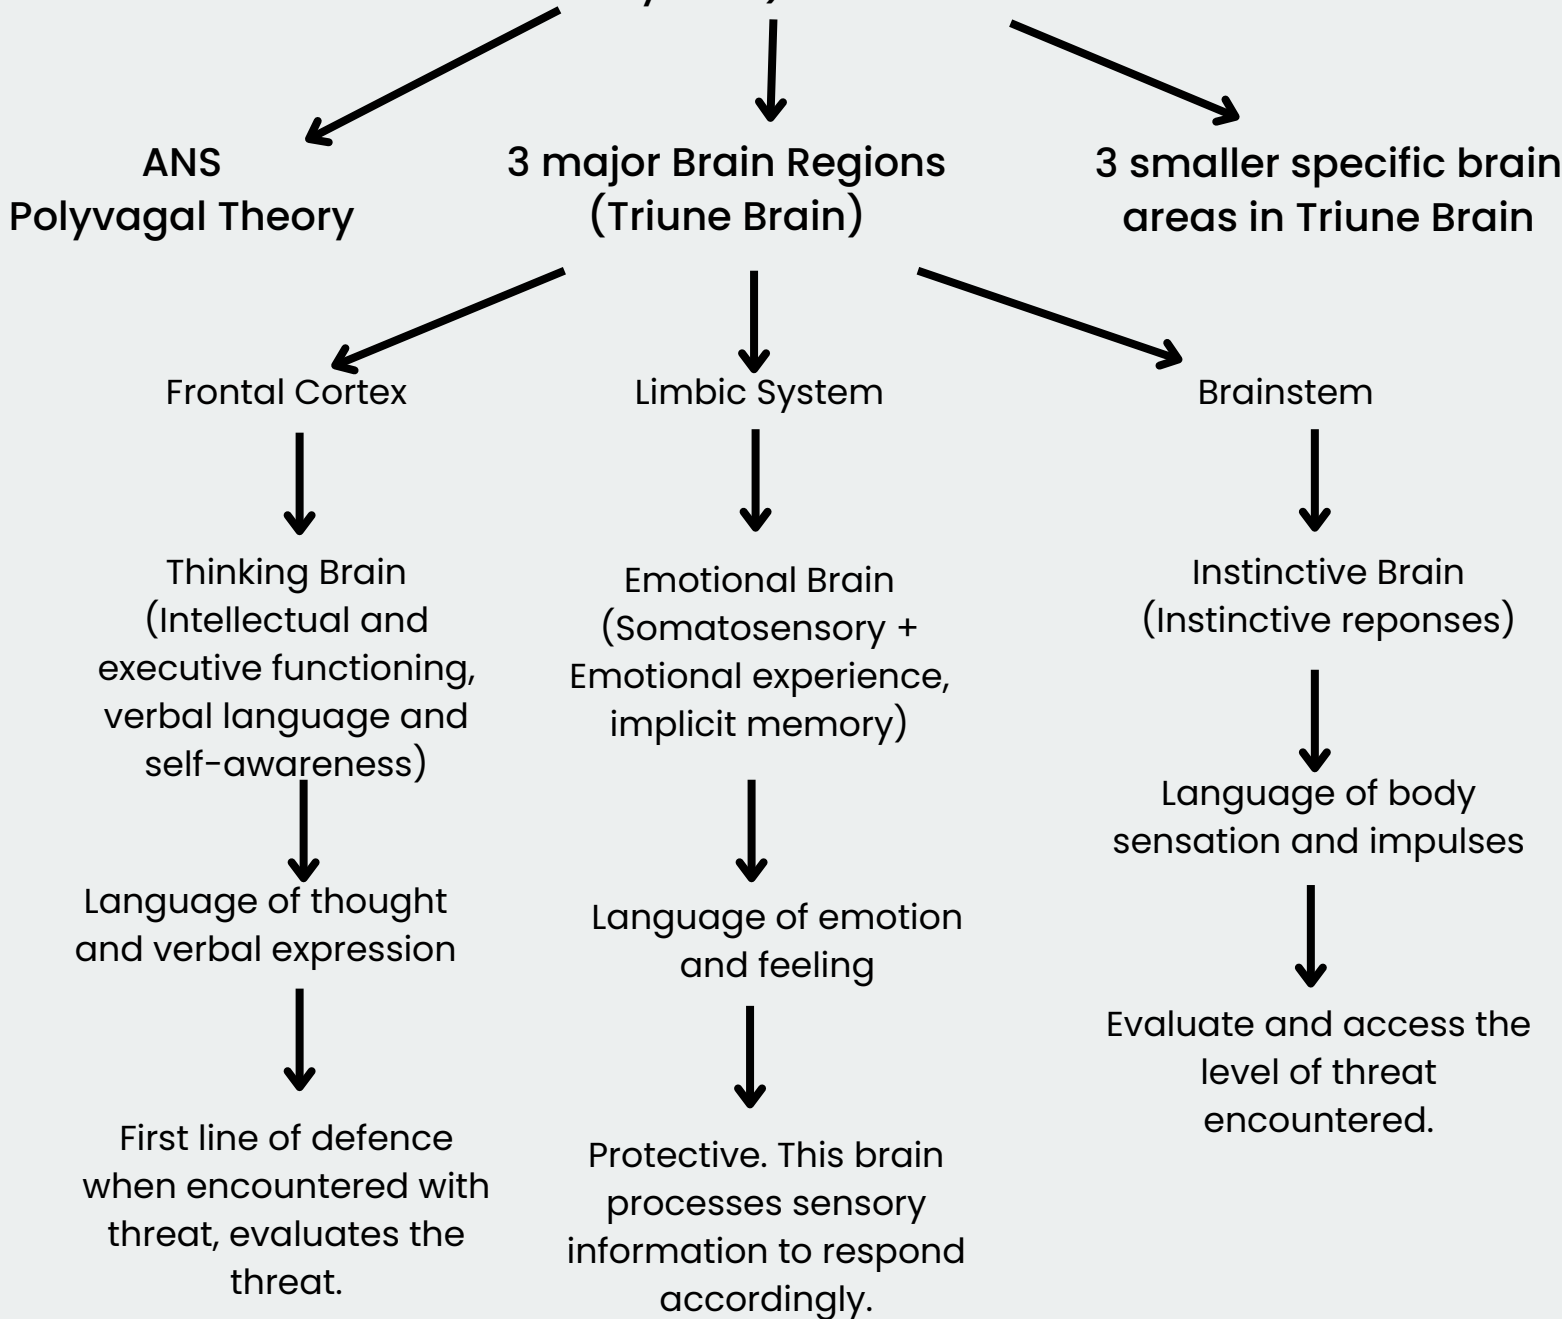 ANS
Polyvagal Theory
3 major Brain Regions
(Triune Brain)
3 smaller specific brain
areas in Triune Brain
Frontal Cortex
Thinking Brain
(Intellectual and
executive functioning,
verbal language and
self-awareness)
Language of thought
and verbal expression
First line of defence
when encountered with
threat, evaluates the
threat.
Limbic System
Emotional Brain
(Somatosensory +
Emotional experience,
implicit memory)
Language of emotion
and feeling
Protective. This brain
processes sensory
information to respond
accordingly.
Brainstem
Instinctive Brain
(Instinctive reponses)
Language of body
sensation and impulses
Evaluate and access the
level of threat
encountered.